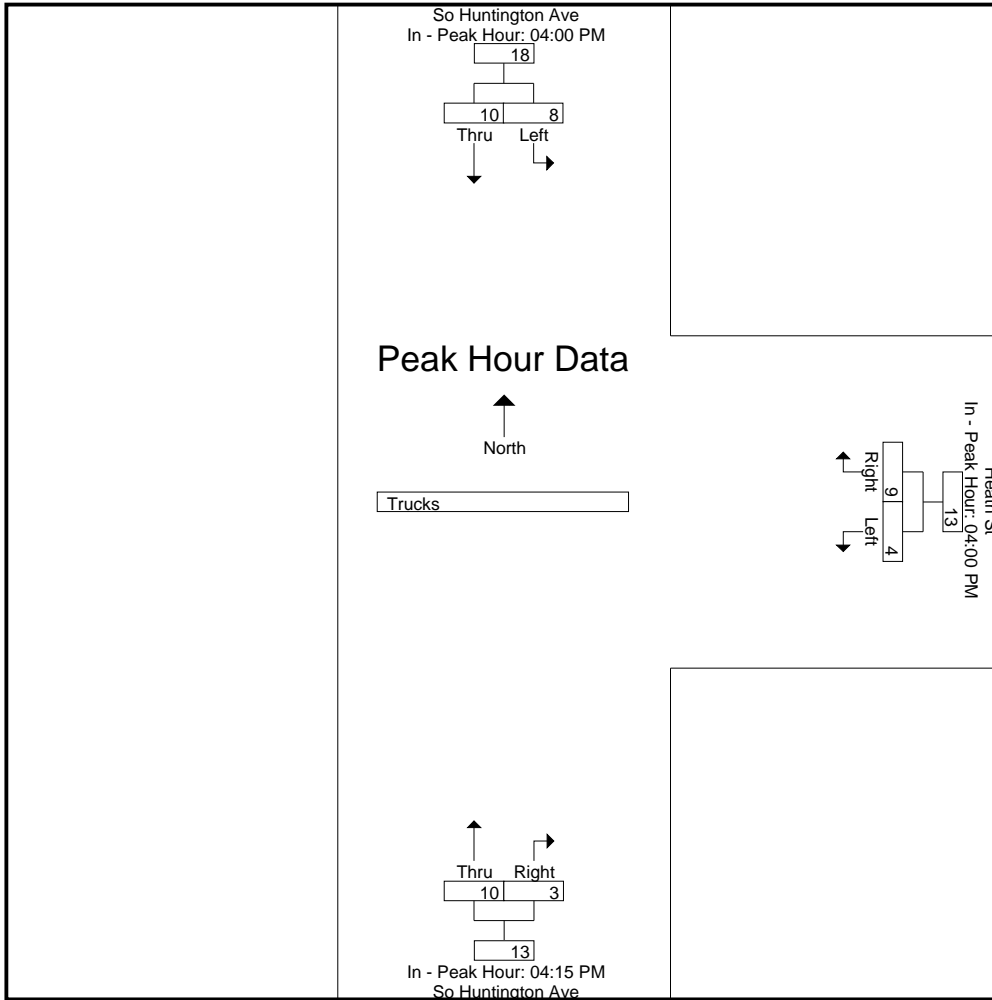 So Huntington Ave
In - Peak Hour: 04:00 PM
18
10 8
Thru Left
Peak Hour Data
North
Trucks
Heath St
In - Peak Hour: 04:00 PM
13
9 4
Right Left
Thru Right
10 3
13
In - Peak Hour: 04:15 PM
So Huntington Ave